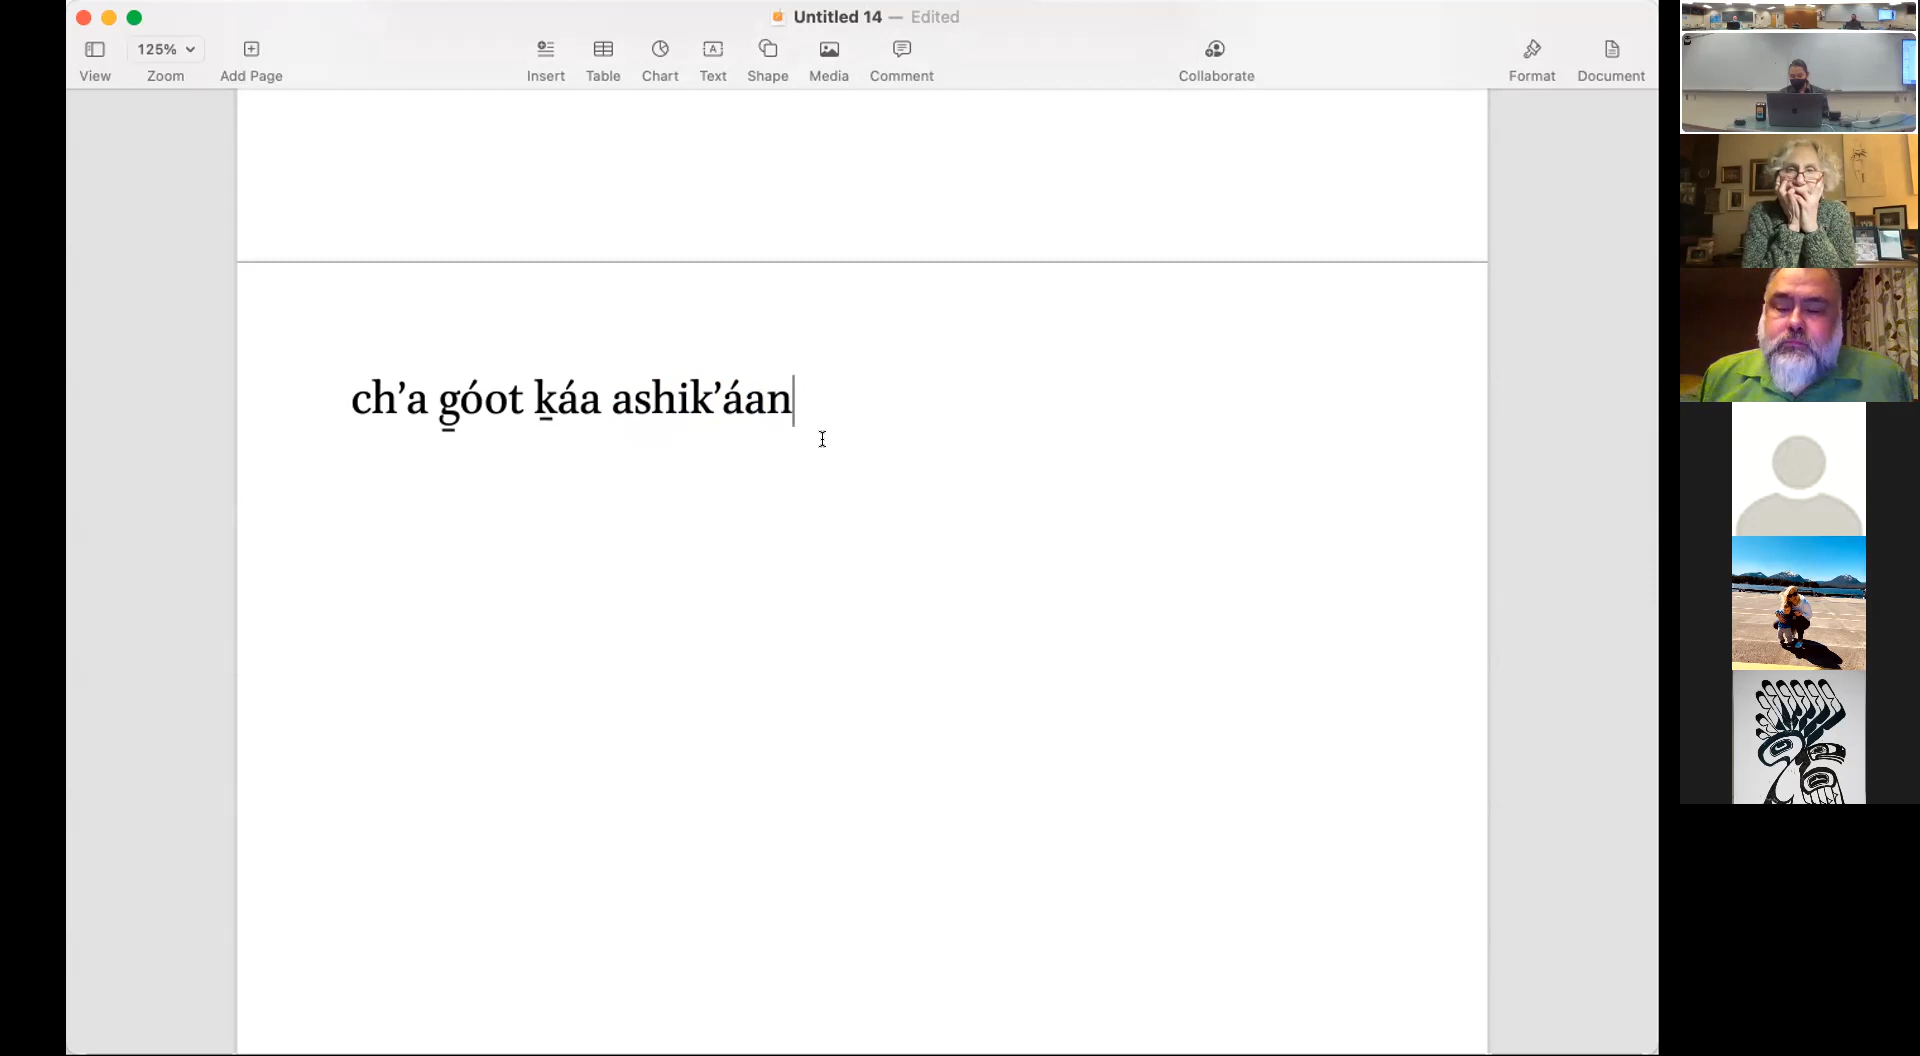 Untitled 14 — Edited
125%
View
Zoom
Add Page
Insert
Table
Chart
Text
Shape
Media
Comment
Collaborate
Format
Document
ch’a g̱óot ḵáa ashik’áan